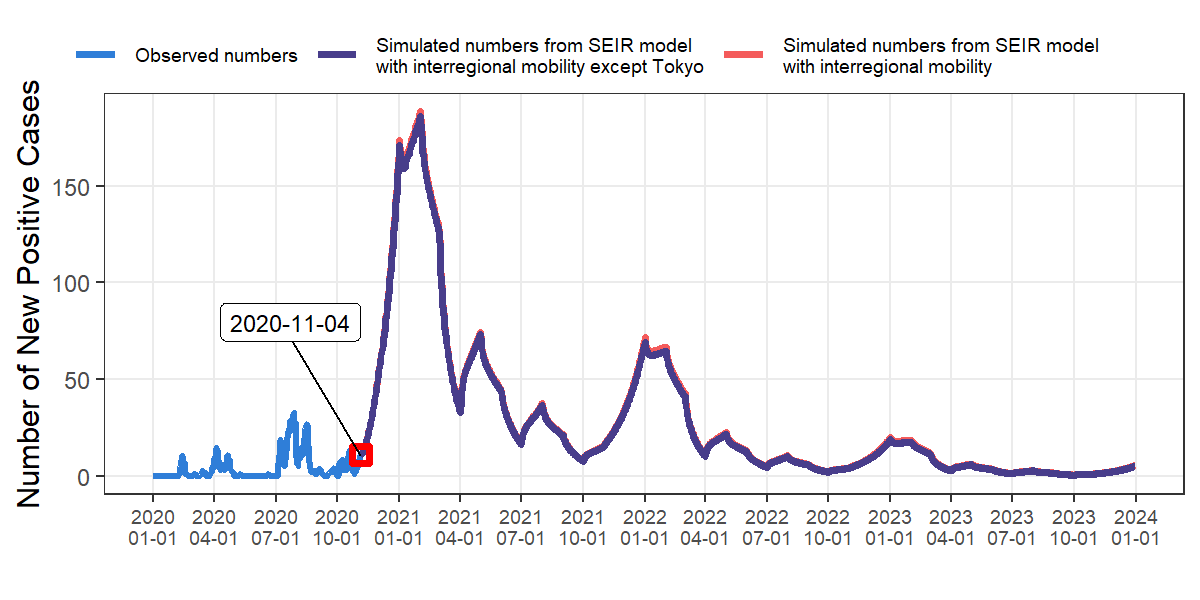 Observed numbers
Simulated numbers from SEIR model
with interregional mobility except Tokyo
Simulated numbers from SEIR model
with interregional mobility
Number of New Positive Cases
150
100
50
0
2020-11-04
2020 2020 2020 2020 2021 2021 2021 2021 2022 2022 2022 2022 2023 2023 2023 2023 2024
01-01 04-01 07-01 10-01 01-01 04-01 07-01 10-01 01-01 04-01 07-01 10-01 01-01 04-01 07-01 10-01 01-01